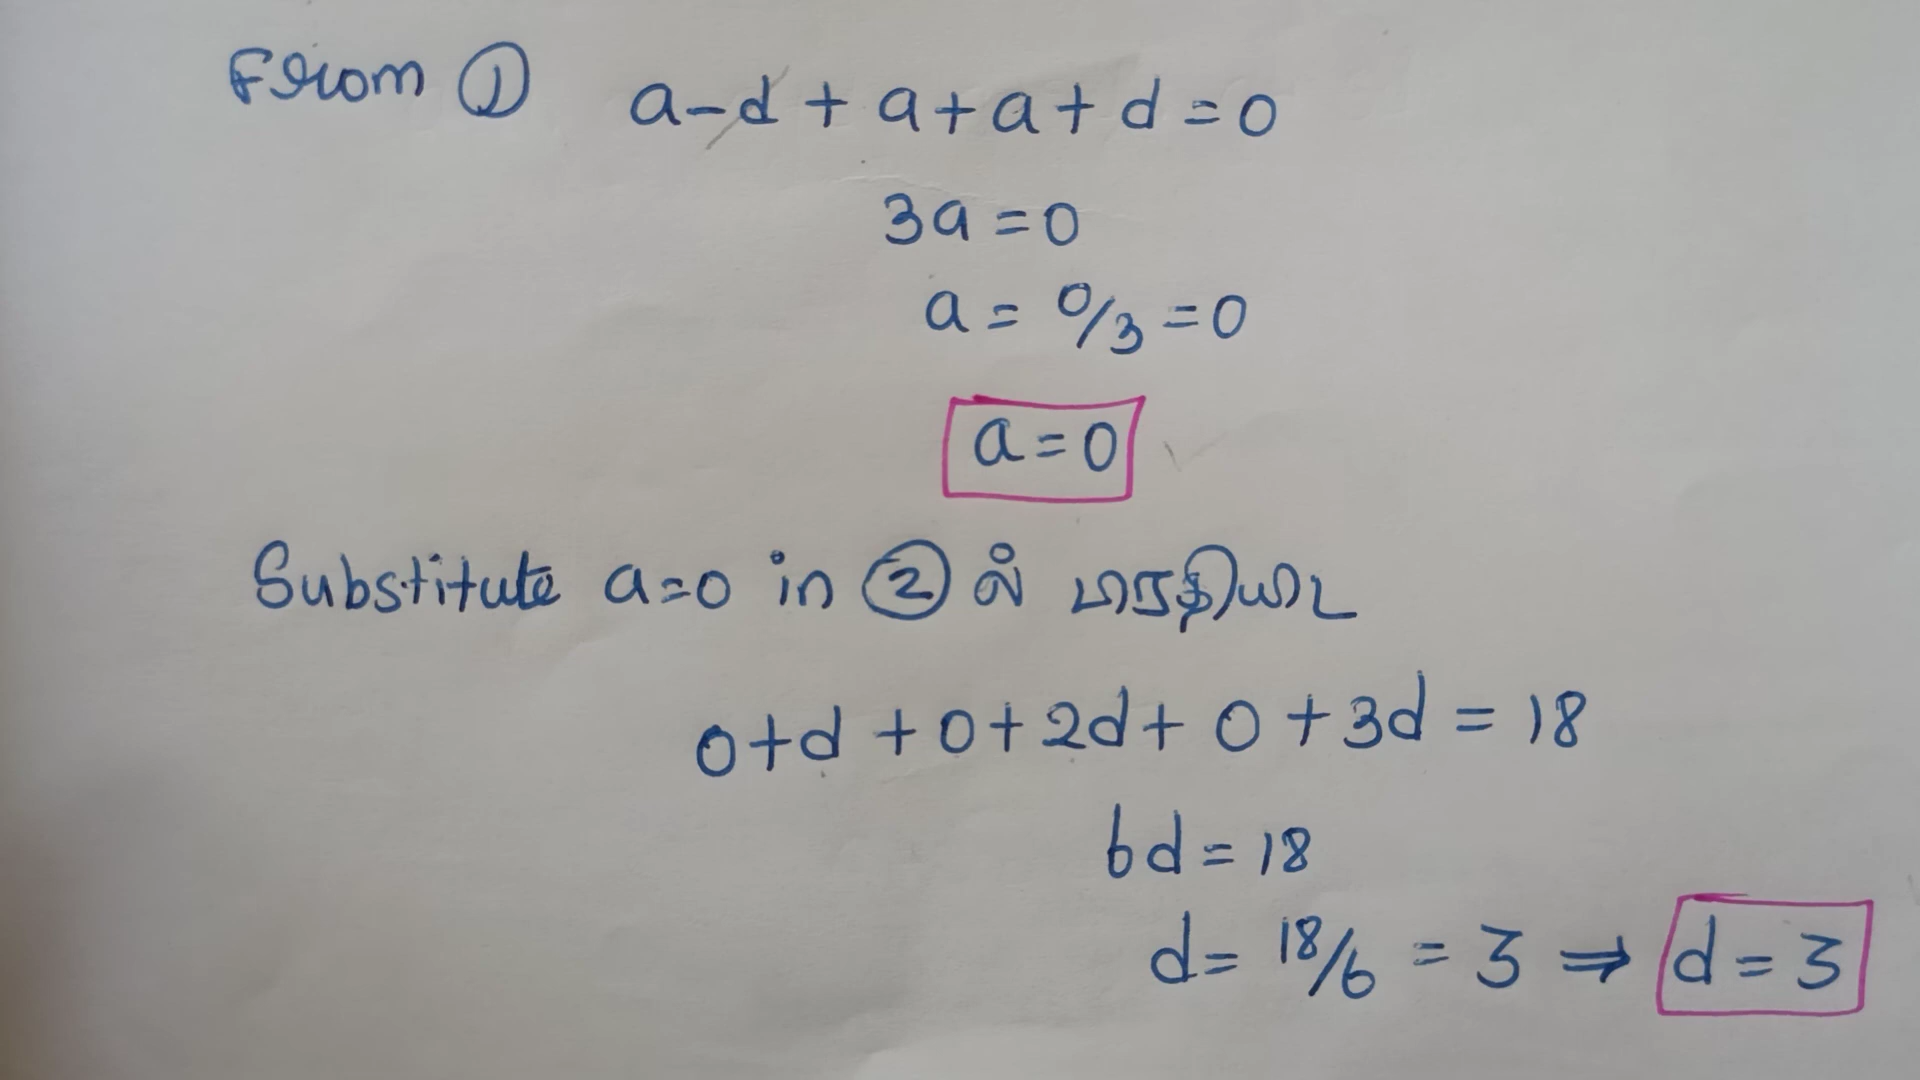 From ① a-d+a+a+d=0
3a=0
a=0/3=0
a=0
Substitute a=0 in ② ல் பிரதியிட
0+d+0+2d+0+3d=18
6d=18
d=18/6=3⇒d=3